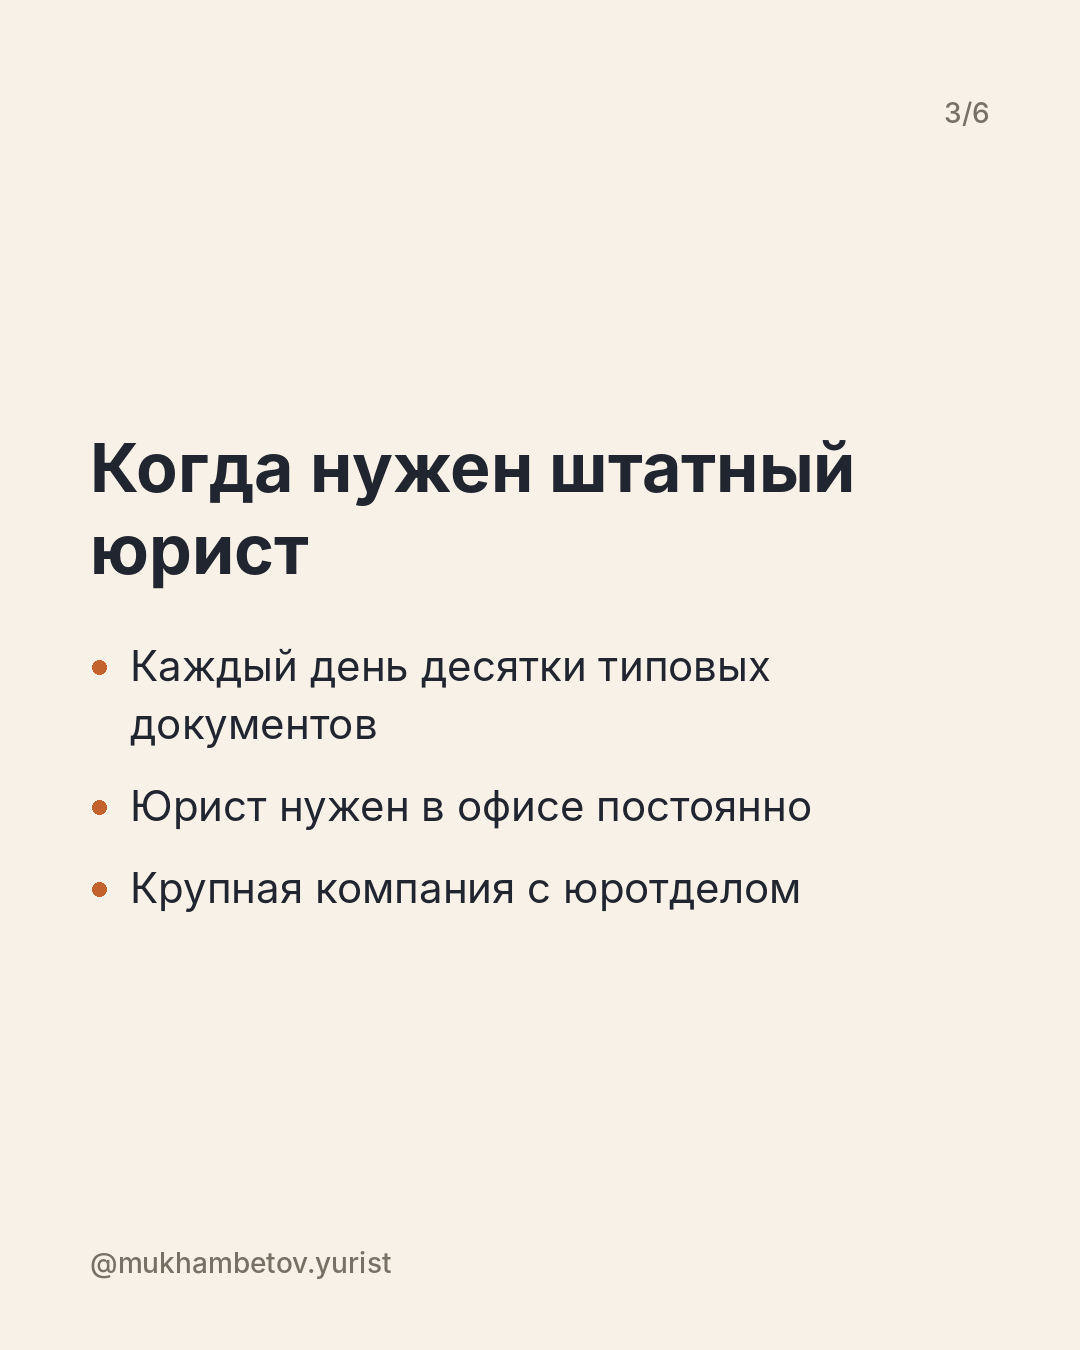 3/6
Когда нужен штатный
юрист
• Каждый день десятки типовых
документов
• Юрист нужен в офисе постоянно
• Крупная компания с юротделом
@mukhambetov.yurist